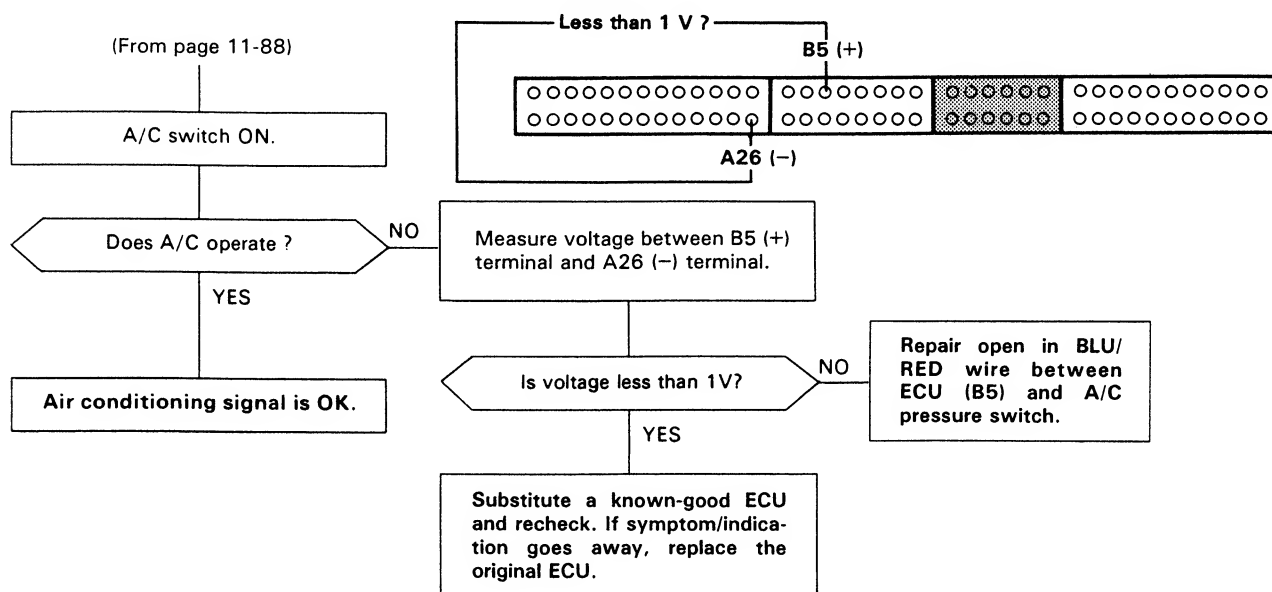 (From page 11-88)
Less than 1 V ?
B5 (+)
A26 (−)
A/C switch ON.
Does A/C operate ?
NO
YES
Air conditioning signal is OK.
Measure voltage between B5 (+)
terminal and A26 (−) terminal.
Is voltage less than 1V?
NO
YES
Repair open in BLU/
RED wire between
ECU (B5) and A/C
pressure switch.
Substitute a known-good ECU
and recheck. If symptom/indica-
tion goes away, replace the
original ECU.